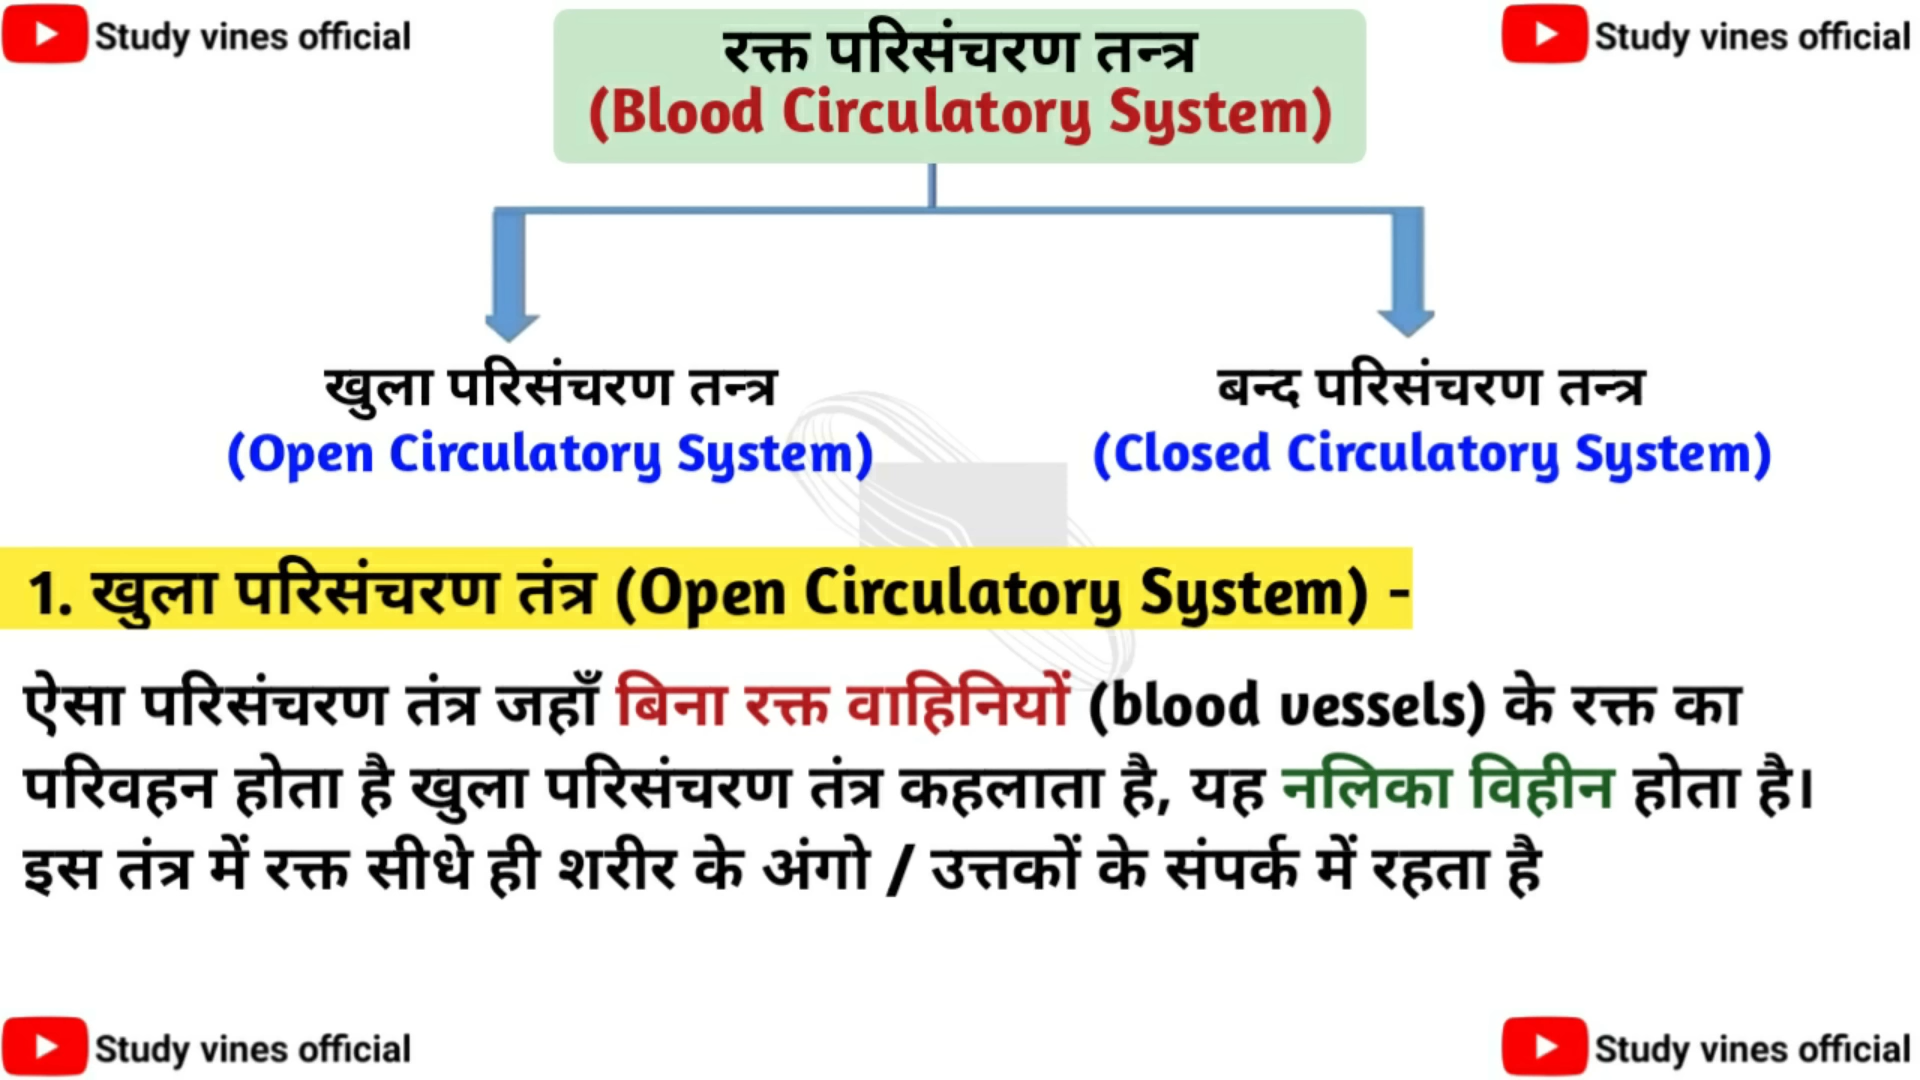 Study vines official
Study vines official
रक्त परिसंचरण तन्त्र
(Blood Circulatory System)
खुला परिसंचरण तन्त्र
(Open Circulatory System)
बन्द परिसंचरण तन्त्र
(Closed Circulatory System)
1. खुला परिसंचरण तंत्र (Open Circulatory System) -
ऐसा परिसंचरण तंत्र जहाँ बिना रक्त वाहिनियों (blood vessels) के रक्त का
परिवहन होता है खुला परिसंचरण तंत्र कहलाता है, यह नलिका विहीन होता है।
इस तंत्र में रक्त सीधे ही शरीर के अंगो / उत्तकों के संपर्क में रहता है
Study vines official
Study vines official